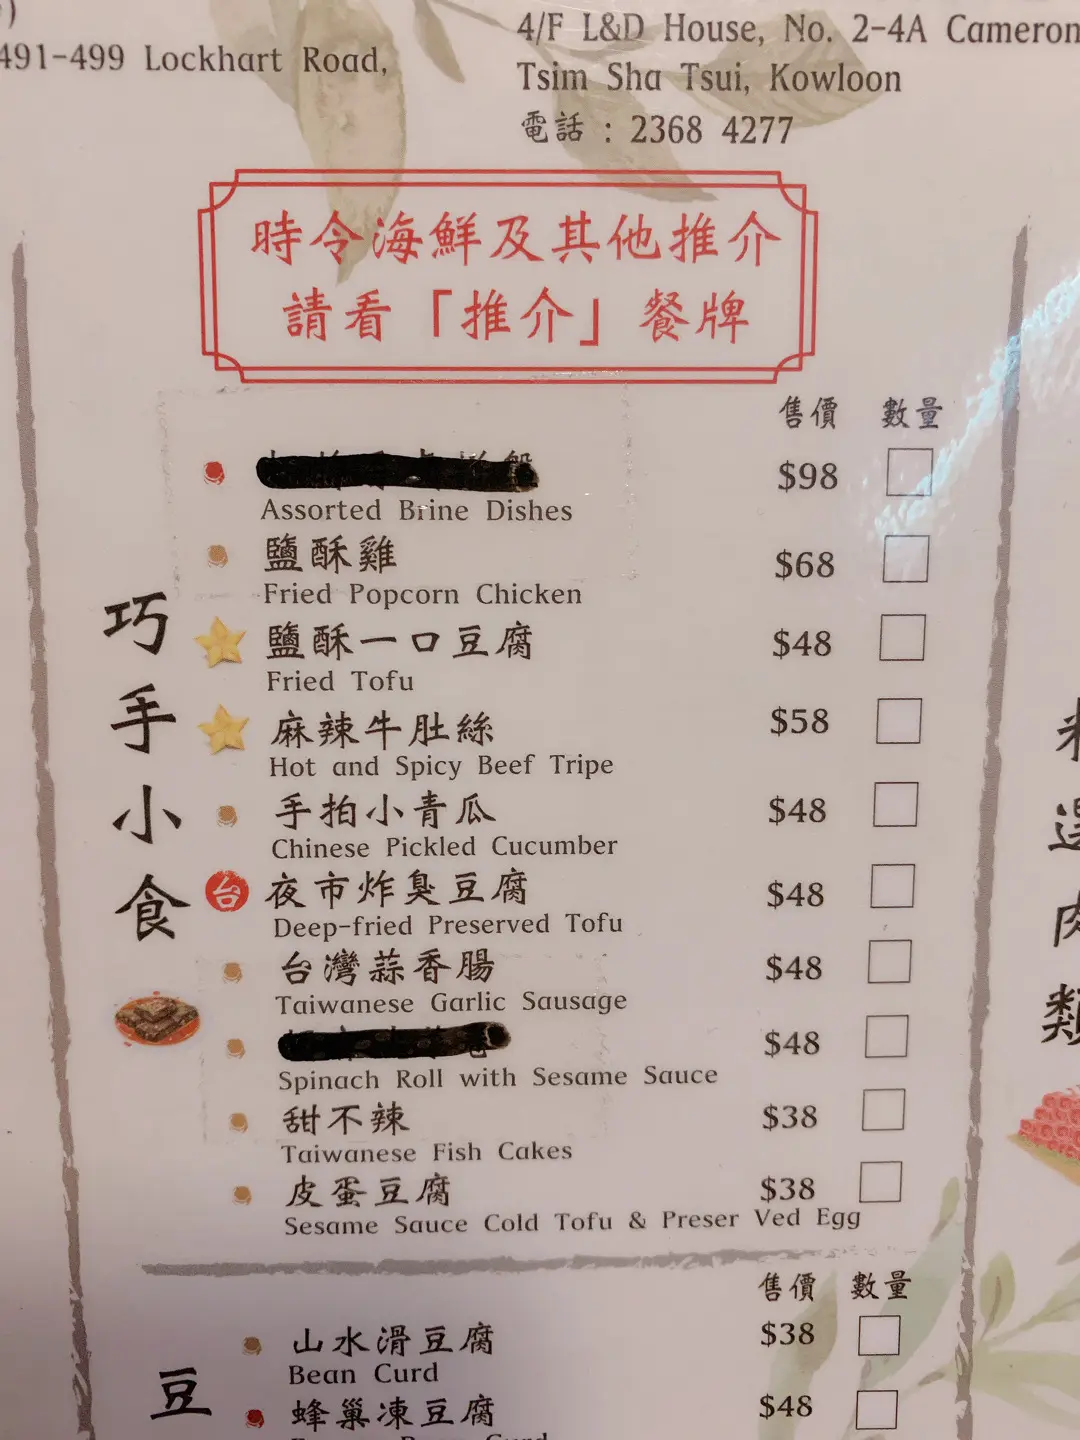 491-499 Lockhart Road,
4/F L&D House, No. 2-4A Cameron
Tsim Sha Tsui, Kowloon
電話 : 2368 4277
時令海鮮及其他推介
請看「推介」餐牌
售價 數量
$98
Assorted Brine Dishes
鹽酥雞 $68
Fried Popcorn Chicken
鹽酥一口豆腐 $48
Fried Tofu
麻辣牛肚絲 $58
Hot and Spicy Beef Tripe
手拍小青瓜 $48
Chinese Pickled Cucumber
台 夜市炸臭豆腐 $48
Deep-fried Preserved Tofu
台灣蒜香腸 $48
Taiwanese Garlic Sausage
$48
Spinach Roll with Sesame Sauce
甜不辣 $38
Taiwanese Fish Cakes
皮蛋豆腐 $38
Sesame Sauce Cold Tofu & Preser Ved Egg
巧手小食
售價 數量
山水滑豆腐 $38
Bean Curd
蜂巢凍豆腐 $48
豆
選肉類